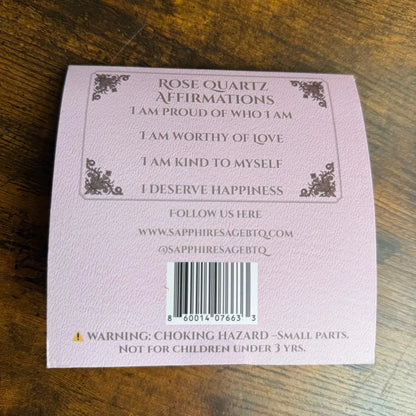 Rose Quartz
Affirmations
I am proud of who I am
I am worthy of Love
I am kind to myself
I deserve happiness
Follow us here
www.sapphiresagebtq.com
@sapphiresagebtq
8 60014 07663 3
⚠ WARNING: CHOKING HAZARD –Small parts.
Not for children under 3 yrs.